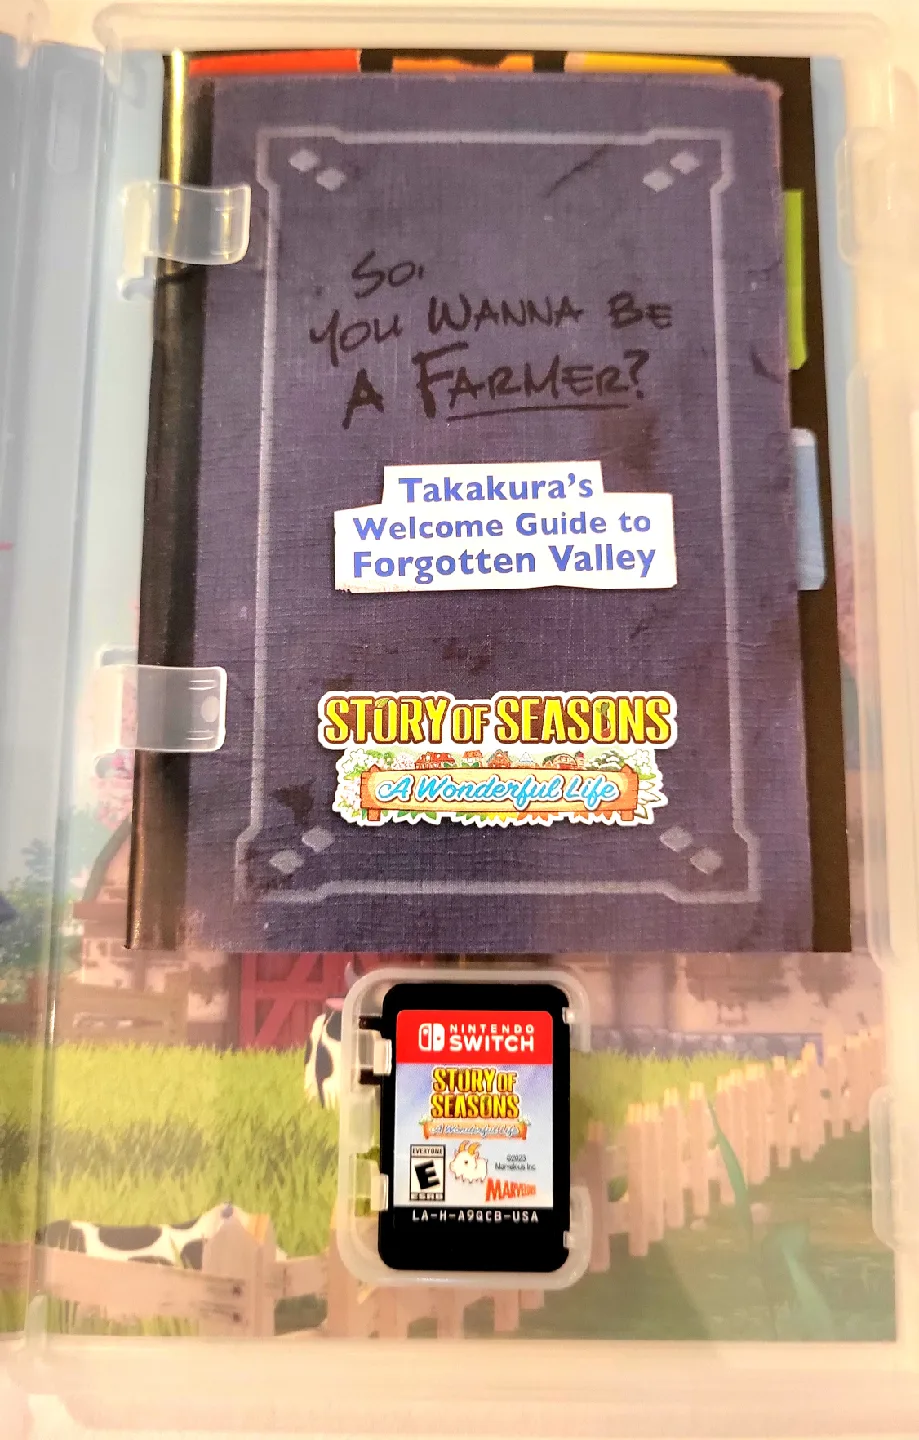 So,
You WANNA BE
A FARMER?
Takakura's
Welcome Guide to
Forgotten Valley
STORY OF SEASONS
A Wonderful Life
NINTENDO
SWITCH
STORY OF
SEASONS
A Wonderful Life
EVERYONE
E
ESRB
©2023
Marvelous Inc.
MARVELOUS
LA-H-A9QCB-USA